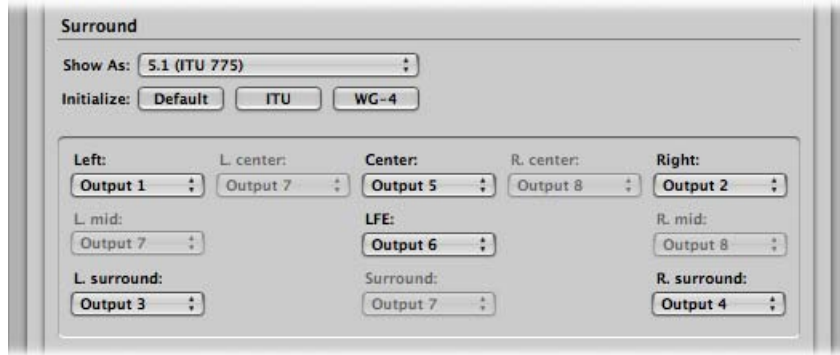 Surround
Show As: 5.1 (ITU 775)
Initialize: Default ITU WG-4
Left: L. center: Center: R. center: Right:
Output 1 Output 7 Output 5 Output 8 Output 2
L. mid: LFE: R. mid:
Output 7 Output 6 Output 8
L. surround: Surround: R. surround:
Output 3 Output 7 Output 4